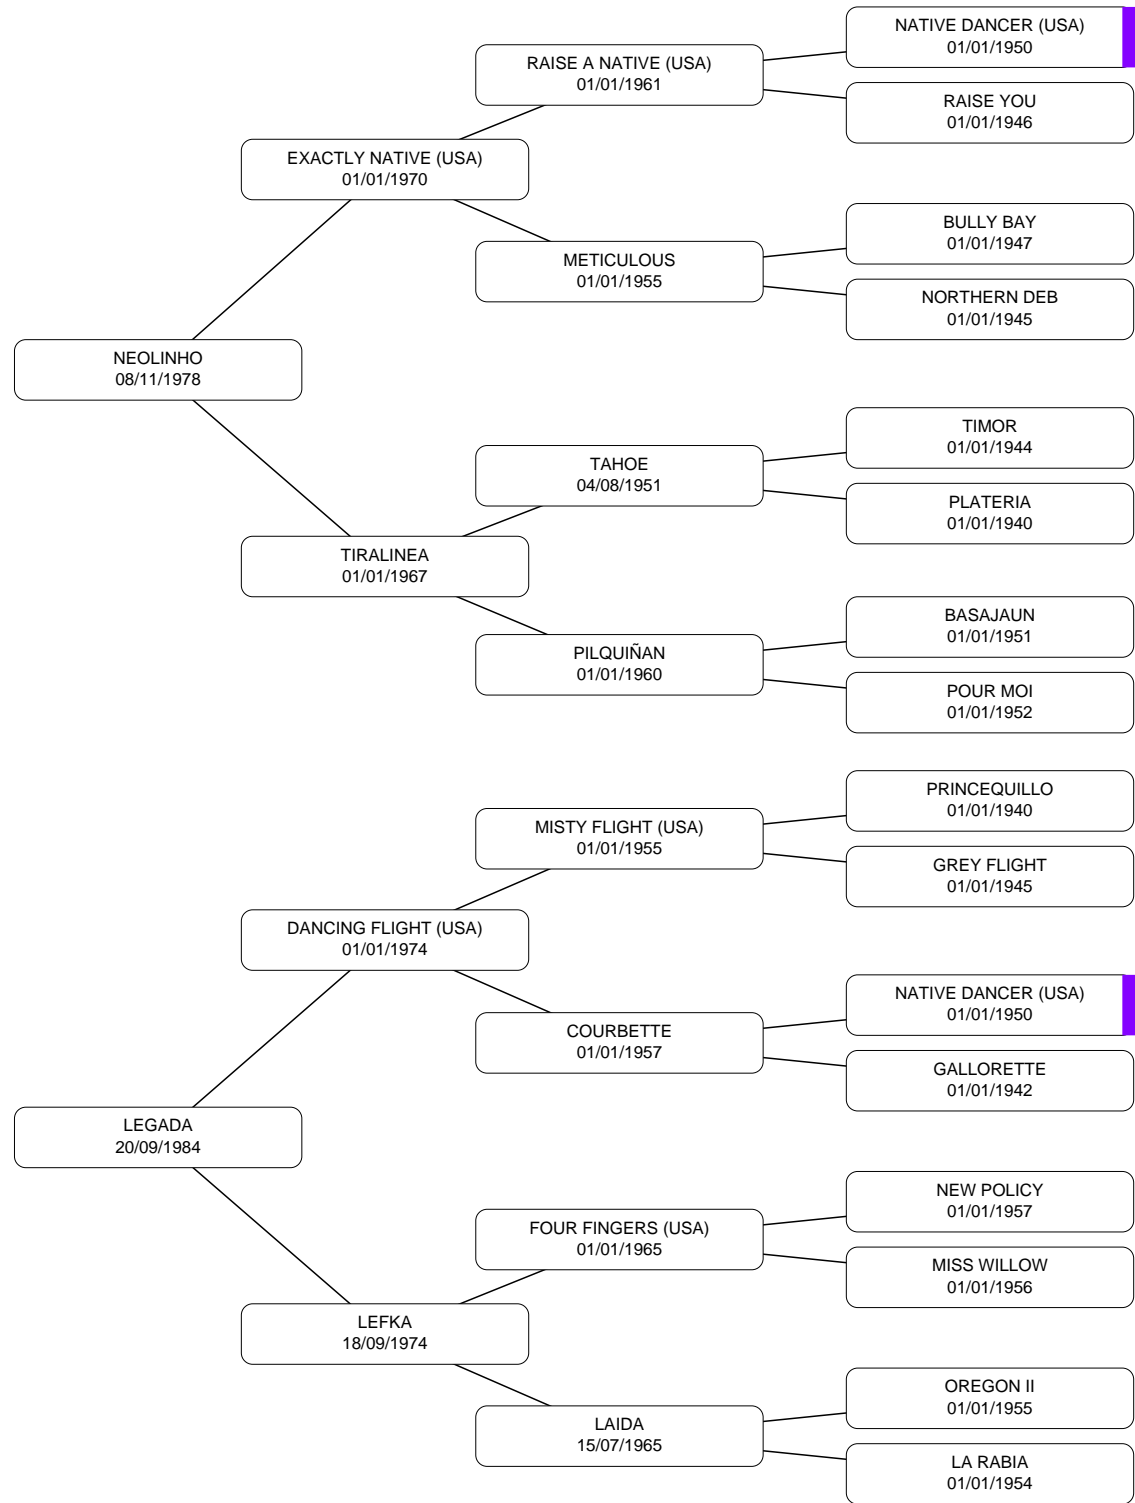 NATIVE DANCER (USA)
01/01/1950
RAISE A NATIVE (USA)
01/01/1961
RAISE YOU
01/01/1946
EXACTLY NATIVE (USA)
01/01/1970
BULLY BAY
01/01/1947
METICULOUS
01/01/1955
NORTHERN DEB
01/01/1945
NEOLINHO
08/11/1978
TIMOR
01/01/1944
TAHOE
04/08/1951
PLATERIA
01/01/1940
TIRALINEA
01/01/1967
BASAJAUN
01/01/1951
PILQUIÑAN
01/01/1960
POUR MOI
01/01/1952
PRINCEQUILLO
01/01/1940
MISTY FLIGHT (USA)
01/01/1955
GREY FLIGHT
01/01/1945
DANCING FLIGHT (USA)
01/01/1974
NATIVE DANCER (USA)
01/01/1950
COURBETTE
01/01/1957
GALLORETTE
01/01/1942
LEGADA
20/09/1984
NEW POLICY
01/01/1957
FOUR FINGERS (USA)
01/01/1965
MISS WILLOW
01/01/1956
LEFKA
18/09/1974
OREGON II
01/01/1955
LAIDA
15/07/1965
LA RABIA
01/01/1954